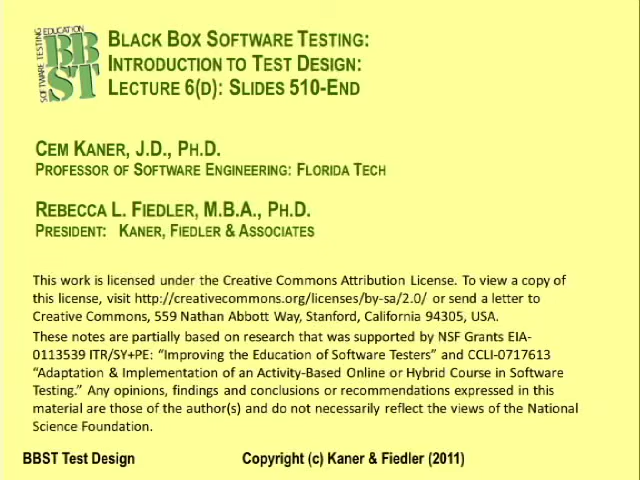 SOFTWARE TESTING EDUCATION
BB
ST
BLACK BOX SOFTWARE TESTING:
INTRODUCTION TO TEST DESIGN:
LECTURE 6(D): SLIDES 510-END
CEM KANER, J.D., PH.D.
PROFESSOR OF SOFTWARE ENGINEERING: FLORIDA TECH
REBECCA L. FIEDLER, M.B.A., PH.D.
PRESIDENT: KANER, FIEDLER & ASSOCIATES
This work is licensed under the Creative Commons Attribution License. To view a copy of
this license, visit http://creativecommons.org/licenses/by-sa/2.0/ or send a letter to
Creative Commons, 559 Nathan Abbott Way, Stanford, California 94305, USA.
These notes are partially based on research that was supported by NSF Grants EIA-
0113539 ITR/SY+PE: “Improving the Education of Software Testers” and CCLI-0717613
“Adaptation & Implementation of an Activity-Based Online or Hybrid Course in Software
Testing.” Any opinions, findings and conclusions or recommendations expressed in this
material are those of the author(s) and do not necessarily reflect the views of the National
Science Foundation.
BBST Test Design Copyright (c) Kaner & Fiedler (2011)